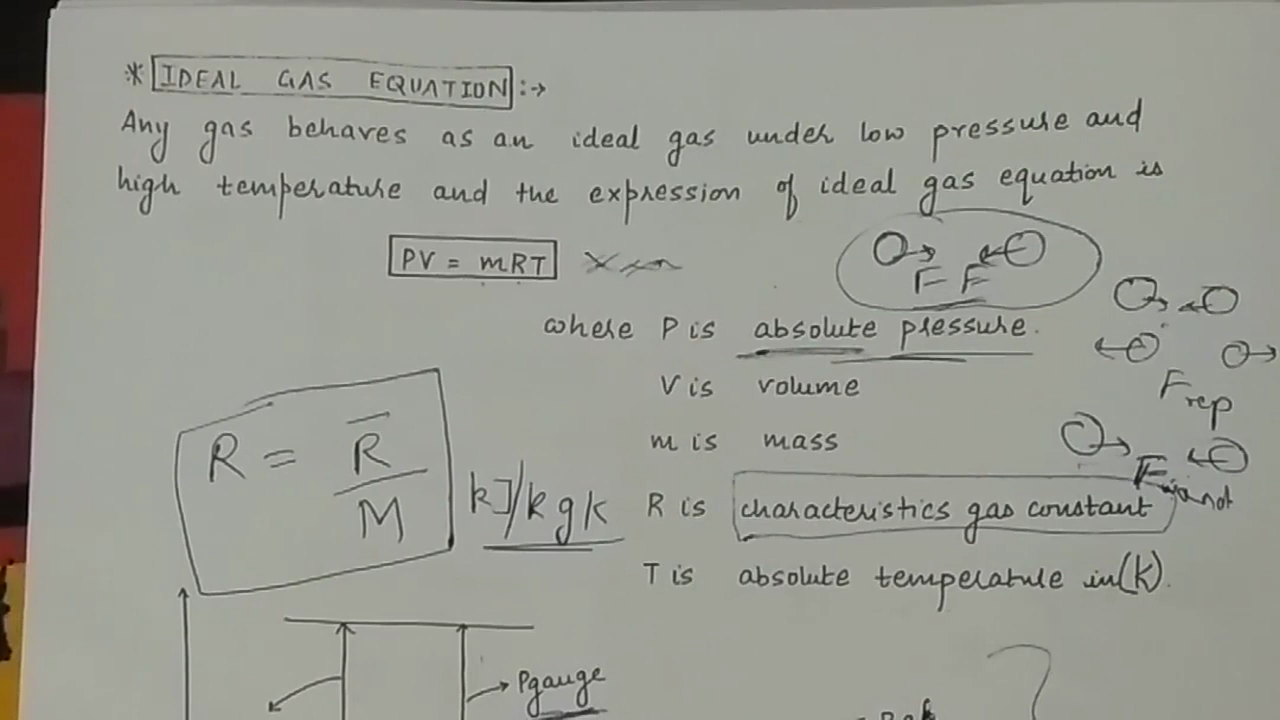 * IDEAL GAS EQUATION :→
Any gas behaves as an ideal gas under low pressure and
high temperature and the expression of ideal gas equation is
PV = mRT
F F
where P is absolute pressure.
V is volume
Frep
m is mass
R = R̅/M
kJ/kgk
R is characteristics gas constant
T is absolute temperature in (k).
Pgauge